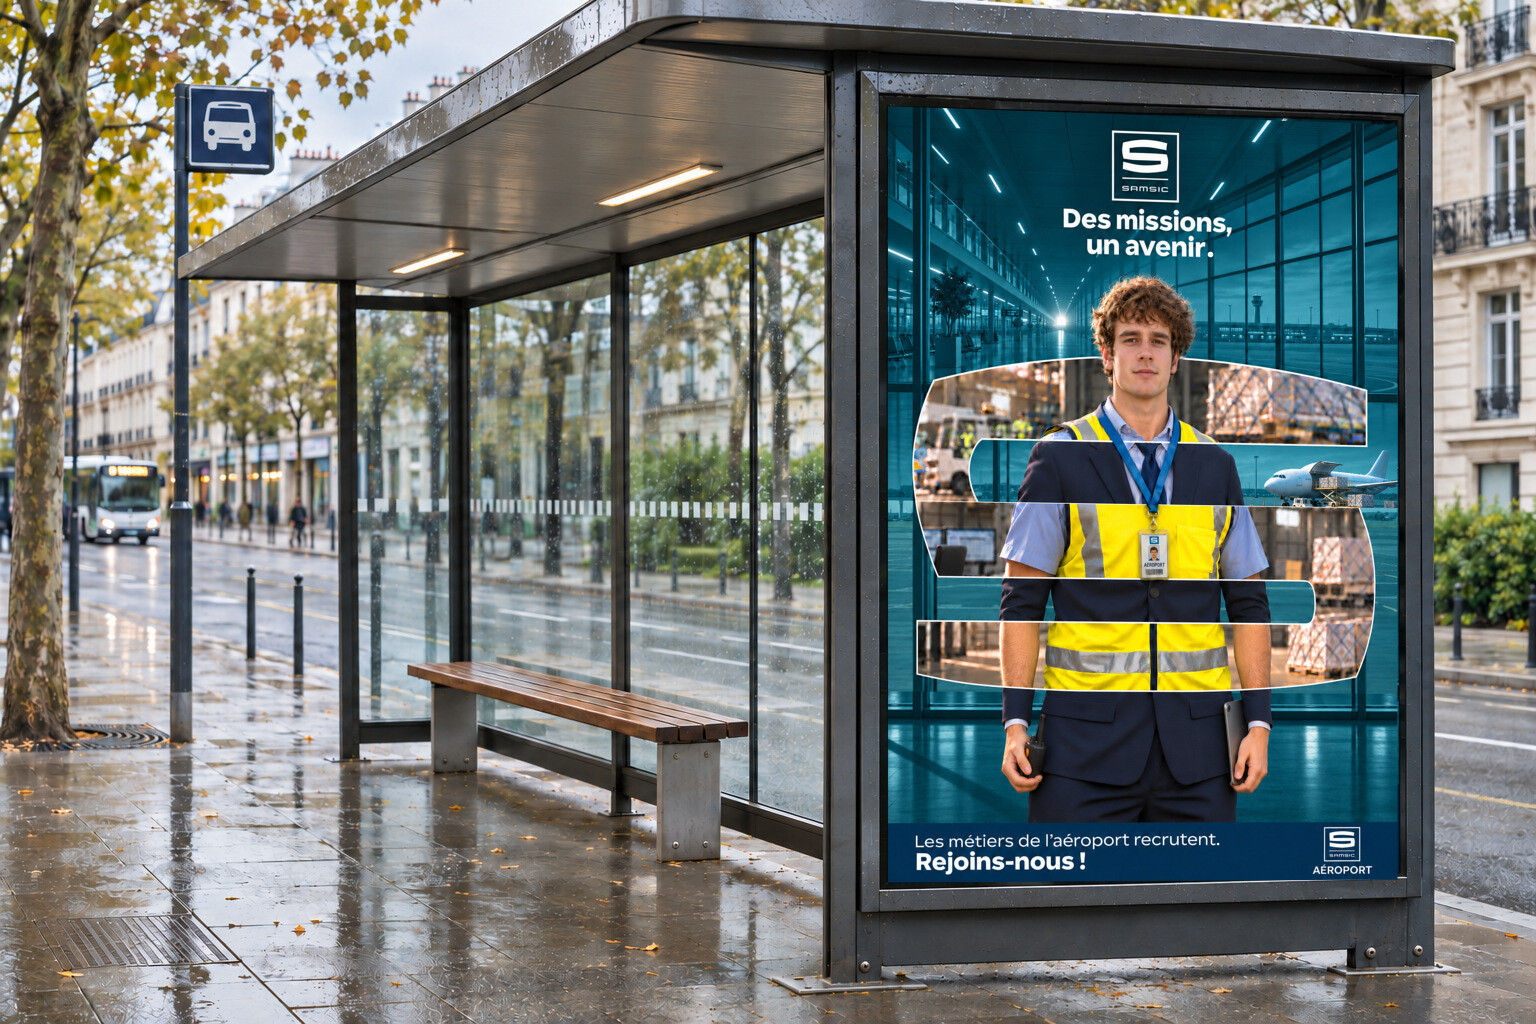 SAMSIC
Des missions,
un avenir.
AÉROPORT
Les métiers de l'aéroport recrutent.
Rejoins-nous !
SAMSIC
AÉROPORT